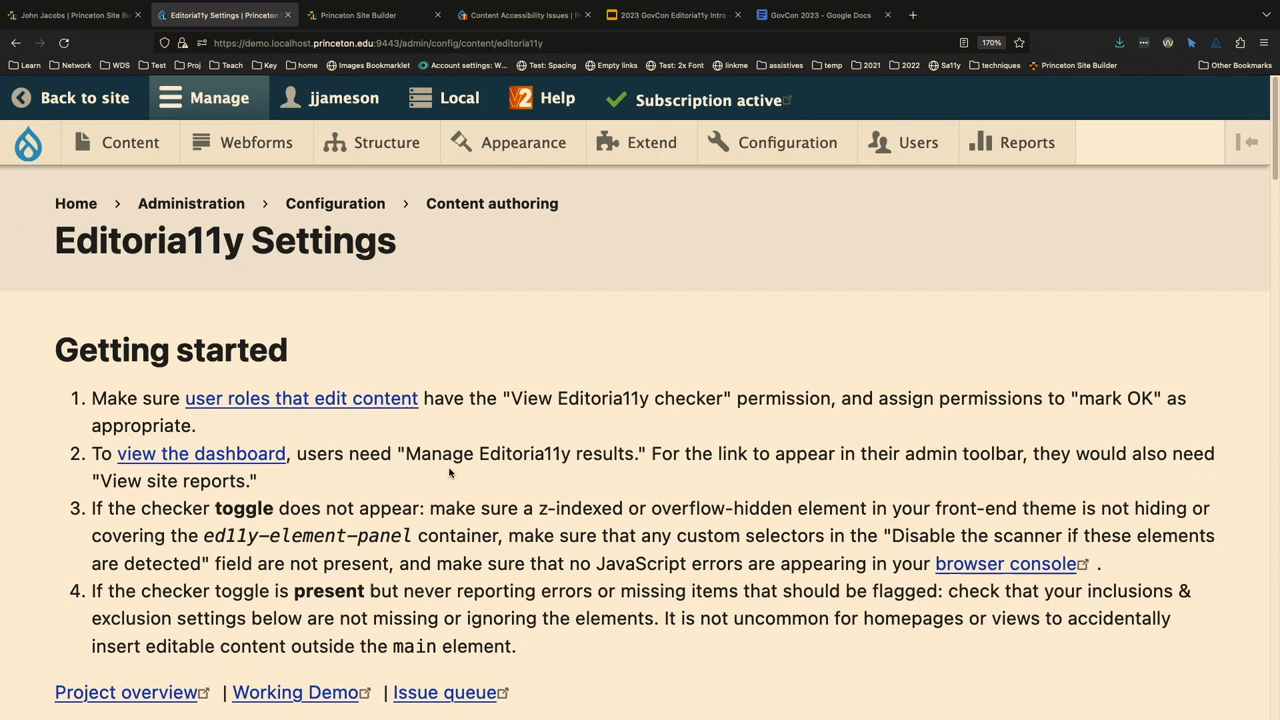 John Jacobs | Princeton Site Bu
Editoria11y Settings | Princeton
Princeton Site Builder
Content Accessibility Issues | P
2023 GovCon Editoria11y Intro
GovCon 2023 - Google Docs
https://demo.localhost.princeton.edu:9443/admin/config/content/editoria11y
170%
Learn Network WDS Test Proj Teach Key home Images Bookmarklet Account settings: W... Test: Spacing Empty links Test: 2x Font linkme assistives temp 2021 2022 Sa11y techniques Princeton Site Builder Other Bookmarks
Back to site Manage jjameson Local Help Subscription active
Content Webforms Structure Appearance Extend Configuration Users Reports
Home › Administration › Configuration › Content authoring
Editoria11y Settings
Getting started
1. Make sure user roles that edit content have the "View Editoria11y checker" permission, and assign permissions to "mark OK" as
appropriate.
2. To view the dashboard, users need "Manage Editoria11y results." For the link to appear in their admin toolbar, they would also need
"View site reports."
3. If the checker toggle does not appear: make sure a z-indexed or overflow-hidden element in your front-end theme is not hiding or
covering the ed11y-element-panel container, make sure that any custom selectors in the "Disable the scanner if these elements
are detected" field are not present, and make sure that no JavaScript errors are appearing in your browser console .
4. If the checker toggle is present but never reporting errors or missing items that should be flagged: check that your inclusions &
exclusion settings below are not missing or ignoring the elements. It is not uncommon for homepages or views to accidentally
insert editable content outside the main element.
Project overview | Working Demo | Issue queue